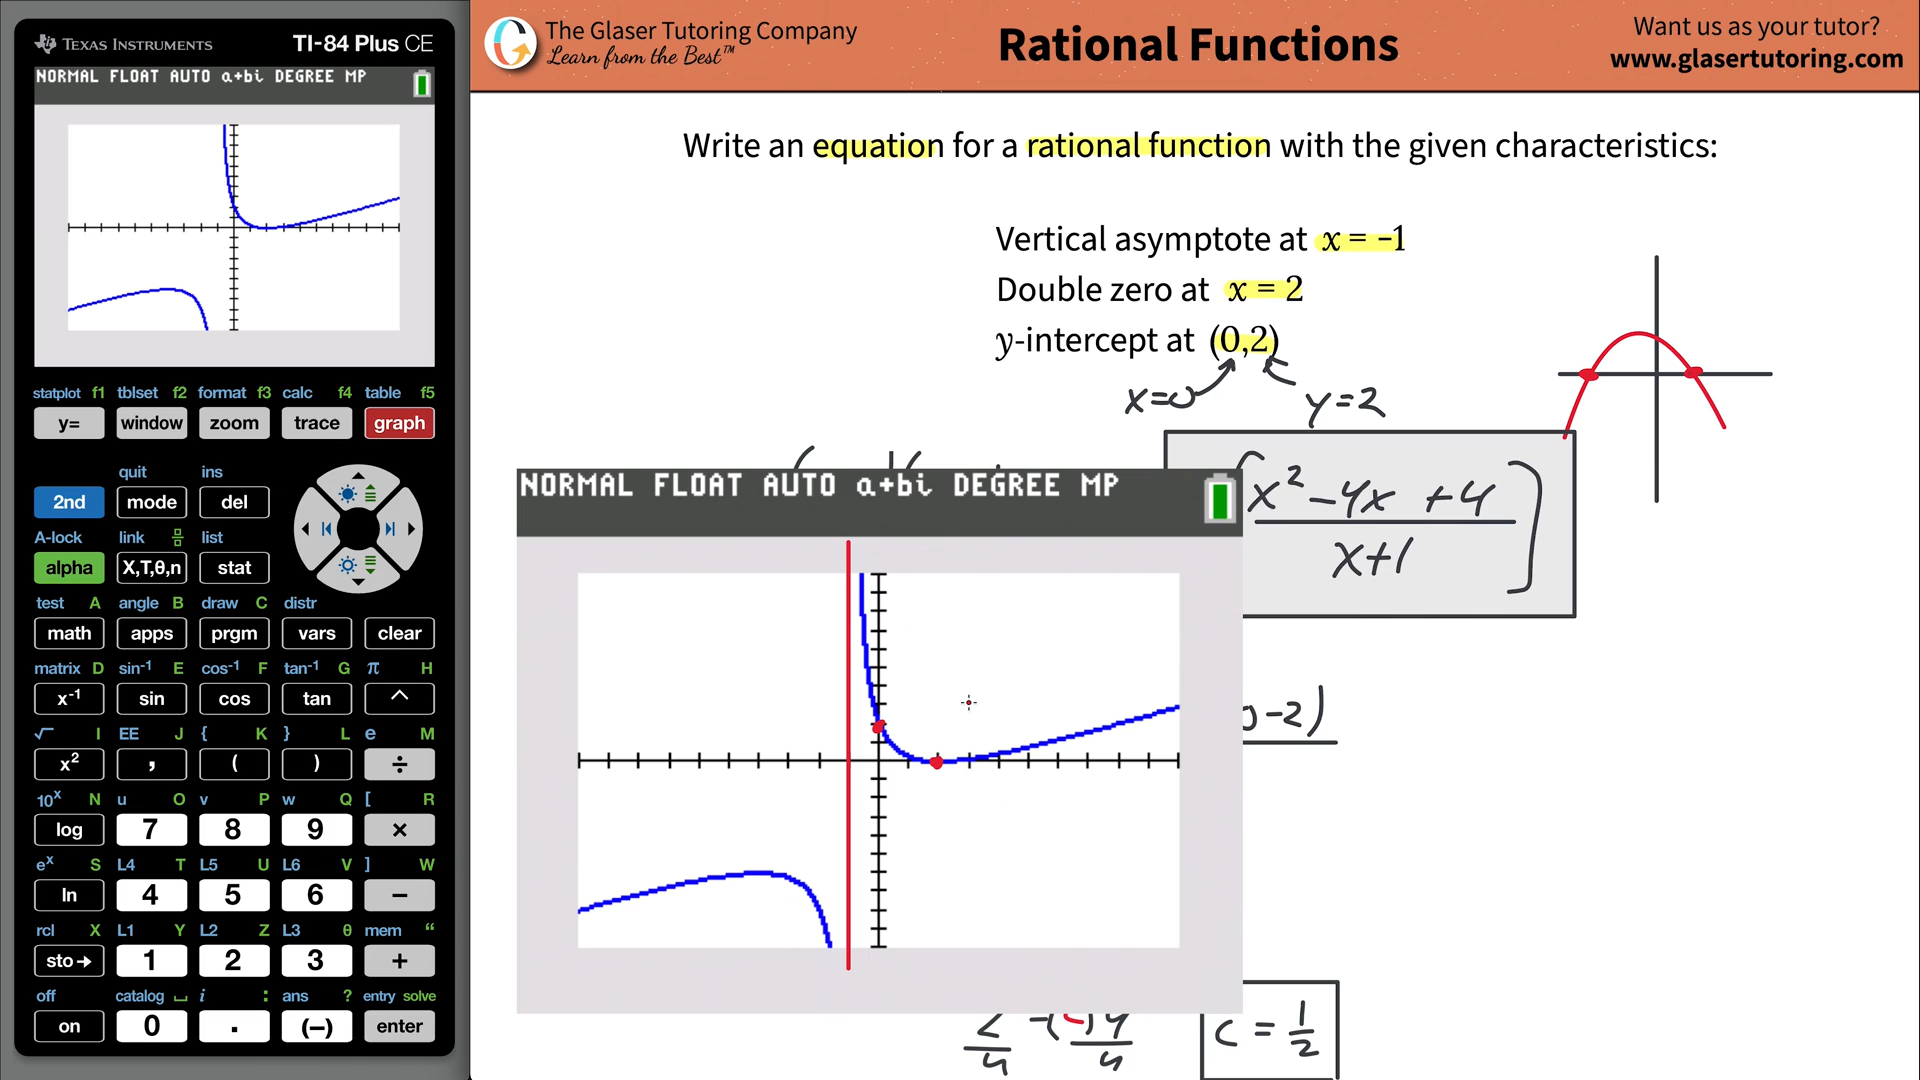 TEXAS INSTRUMENTS TI-84 Plus CE
NORMAL FLOAT AUTO a+bi DEGREE MP
statplot f1 tblset f2 format f3 calc f4 table f5
y= window zoom trace graph
quit ins
2nd mode del
A-lock link list
alpha X,T,θ,n stat
test A angle B draw C distr
math apps prgm vars clear
matrix D sin⁻¹ E cos⁻¹ F tan⁻¹ G π H
x⁻¹ sin cos tan ^
√ I EE J { K } L e M
x² , ( ) ÷
10ˣ N u O v P w Q [ R
log 7 8 9 ×
eˣ S L4 T L5 U L6 V ] W
ln 4 5 6 −
rcl X L1 Y L2 Z L3 θ mem “
sto→ 1 2 3 +
off catalog ⎵ i : ans ? entry solve
on 0 . (−) enter
The Glaser Tutoring Company
Learn from the Best™
Rational Functions
Want us as your tutor?
www.glasertutoring.com
Write an equation for a rational function with the given characteristics:
Vertical asymptote at x = -1
Double zero at x = 2
y-intercept at (0,2)
x=0
y=2
NORMAL FLOAT AUTO a+bi DEGREE MP
x² − 4x + 4
x+1
0-2)
4
4
c = 1/2